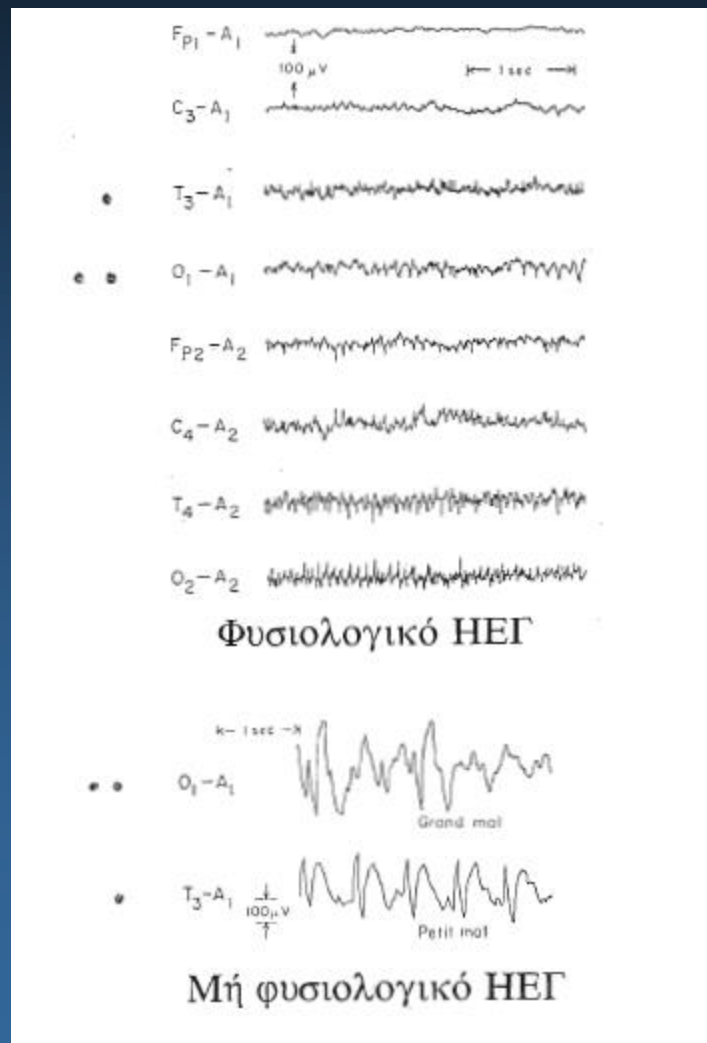 FP1-A1
100 μV
1 sec
C3-A1
T3-A1
O1-A1
FP2-A2
C4-A2
T4-A2
O2-A2
Φυσιολογικό ΗΕΓ
1 sec
O1-A1
Grand mal
T3-A1
100μV
Petit mal
Μή φυσιολογικό ΗΕΓ